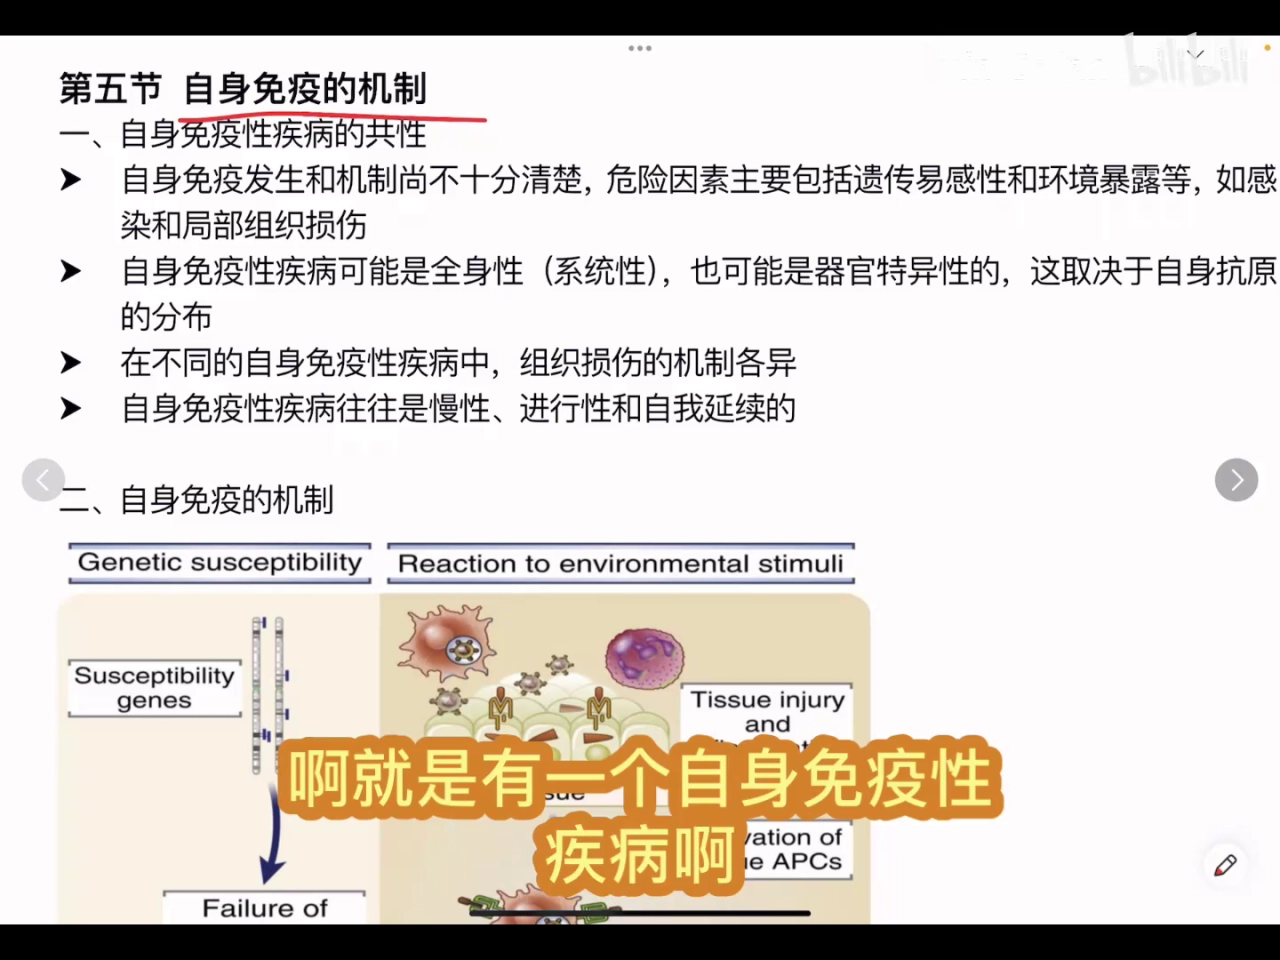 bilibili
第五节 自身免疫的机制
一、自身免疫性疾病的共性
➤ 自身免疫发生和机制尚不十分清楚，危险因素主要包括遗传易感性和环境暴露等，如感
染和局部组织损伤
➤ 自身免疫性疾病可能是全身性（系统性），也可能是器官特异性的，这取决于自身抗原
的分布
➤ 在不同的自身免疫性疾病中，组织损伤的机制各异
➤ 自身免疫性疾病往往是慢性、进行性和自我延续的
二、自身免疫的机制
Genetic susceptibility
Reaction to environmental stimuli
Susceptibility
genes
Tissue injury
and
啊就是有一个自身免疫性
疾病啊
APCs
Failure of